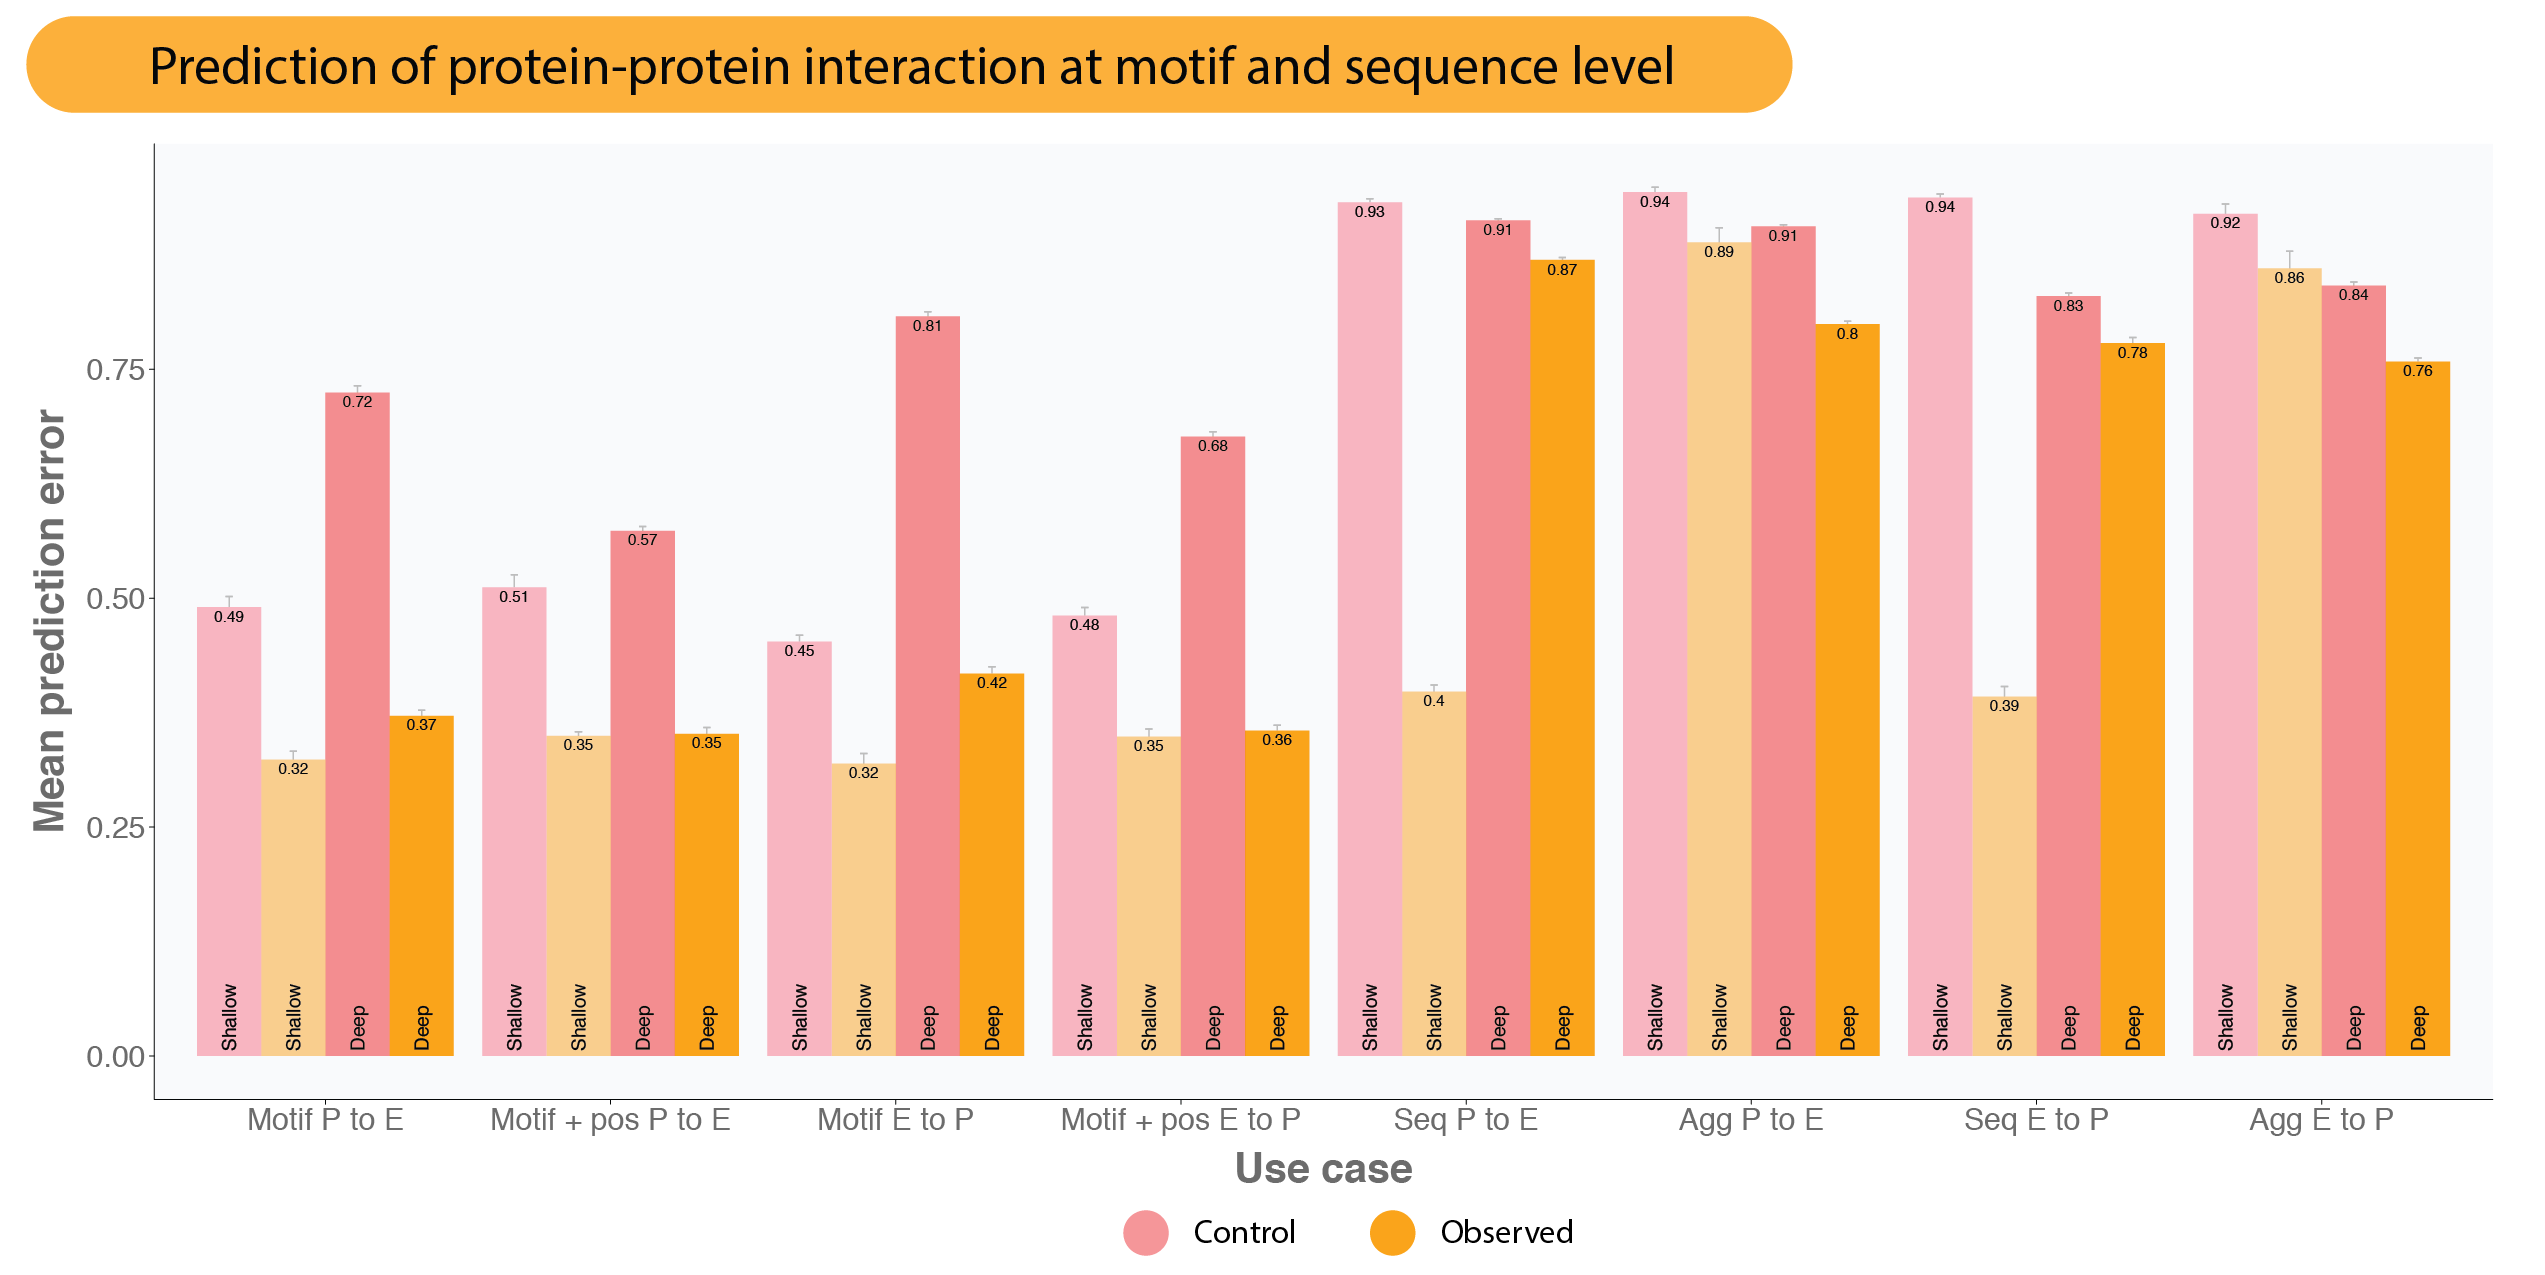 Prediction of protein-protein interaction at motif and sequence level
Mean prediction error
0.75
0.50
0.25
0.00
0.49 0.32 0.72 0.37
0.51 0.35 0.57 0.35
0.45 0.32 0.81 0.42
0.48 0.35 0.68 0.36
0.93 0.4 0.91 0.87
0.94 0.89 0.91 0.8
0.94 0.39 0.83 0.78
0.92 0.86 0.84 0.76
Shallow Shallow Deep Deep
Shallow Shallow Deep Deep
Shallow Shallow Deep Deep
Shallow Shallow Deep Deep
Shallow Shallow Deep Deep
Shallow Shallow Deep Deep
Shallow Shallow Deep Deep
Shallow Shallow Deep Deep
Motif P to E
Motif + pos P to E
Motif E to P
Motif + pos E to P
Seq P to E
Agg P to E
Seq E to P
Agg E to P
Use case
Control
Observed